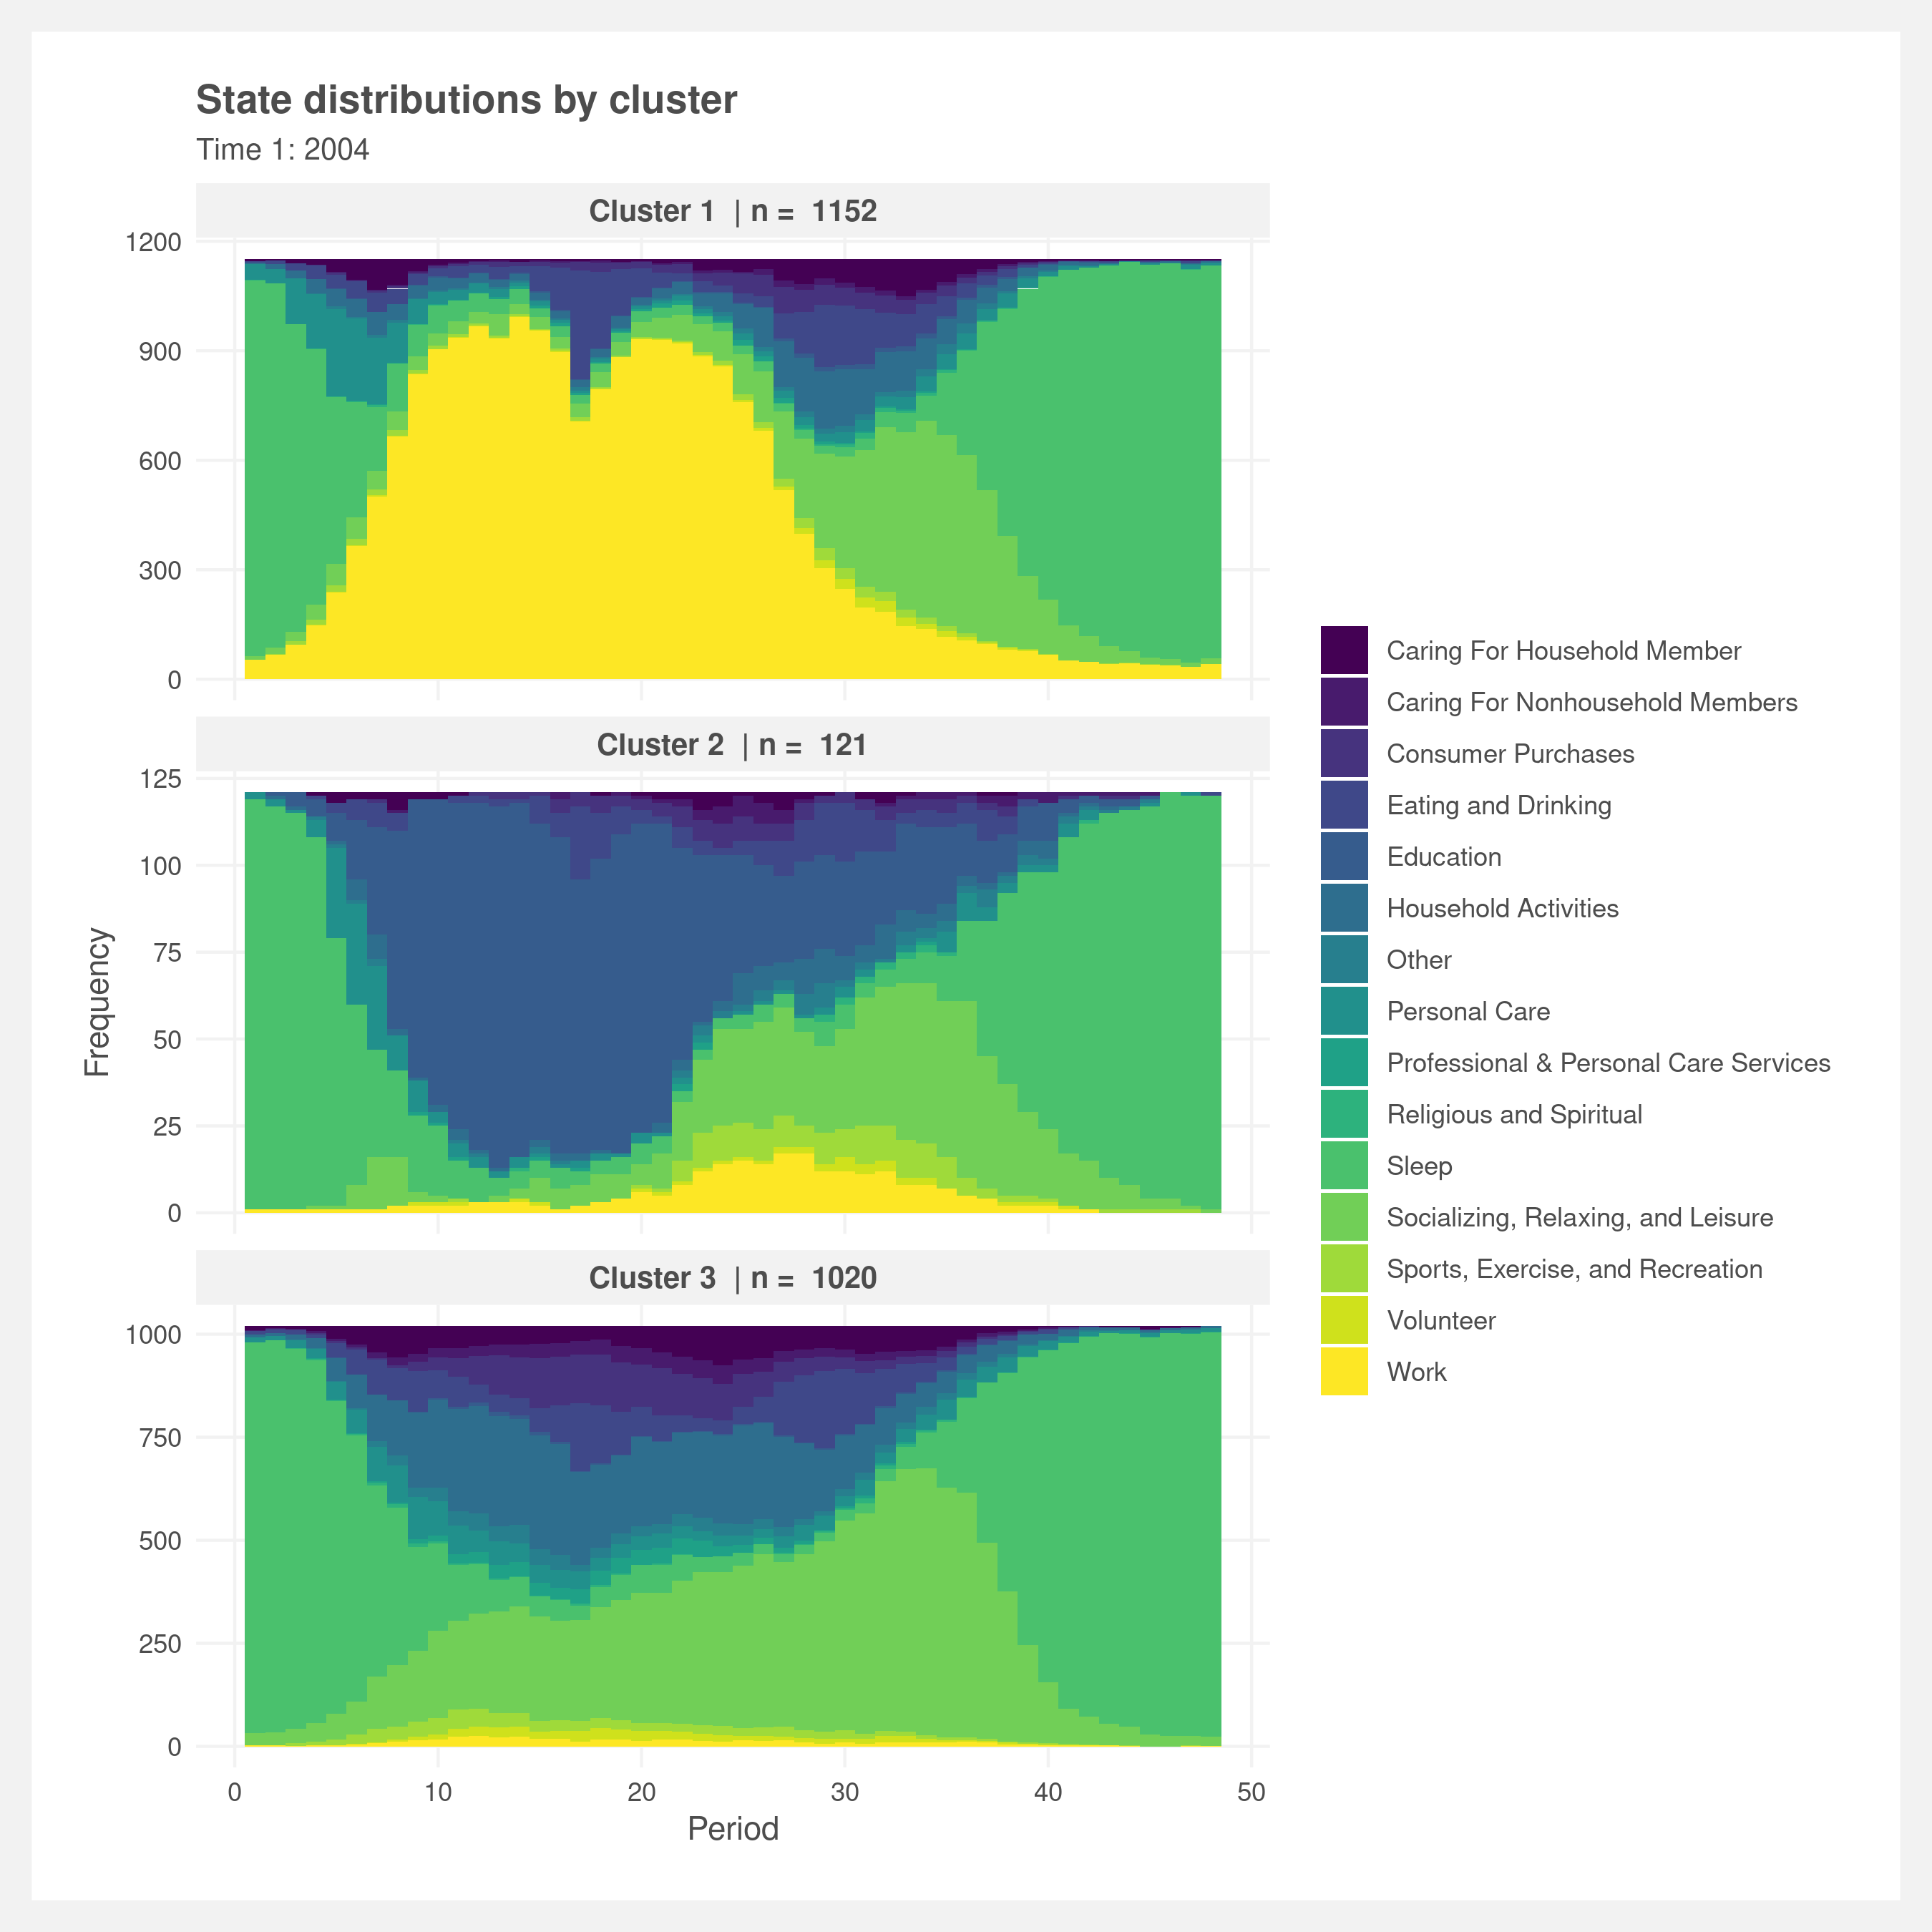 State distributions by cluster
Time 1: 2004
Cluster 1 | n = 1152
1200
900
600
300
0
Cluster 2 | n = 121
125
100
75
50
25
0
Cluster 3 | n = 1020
1000
750
500
250
0
0 10 20 30 40 50
Period
Frequency
Caring For Household Member
Caring For Nonhousehold Members
Consumer Purchases
Eating and Drinking
Education
Household Activities
Other
Personal Care
Professional & Personal Care Services
Religious and Spiritual
Sleep
Socializing, Relaxing, and Leisure
Sports, Exercise, and Recreation
Volunteer
Work